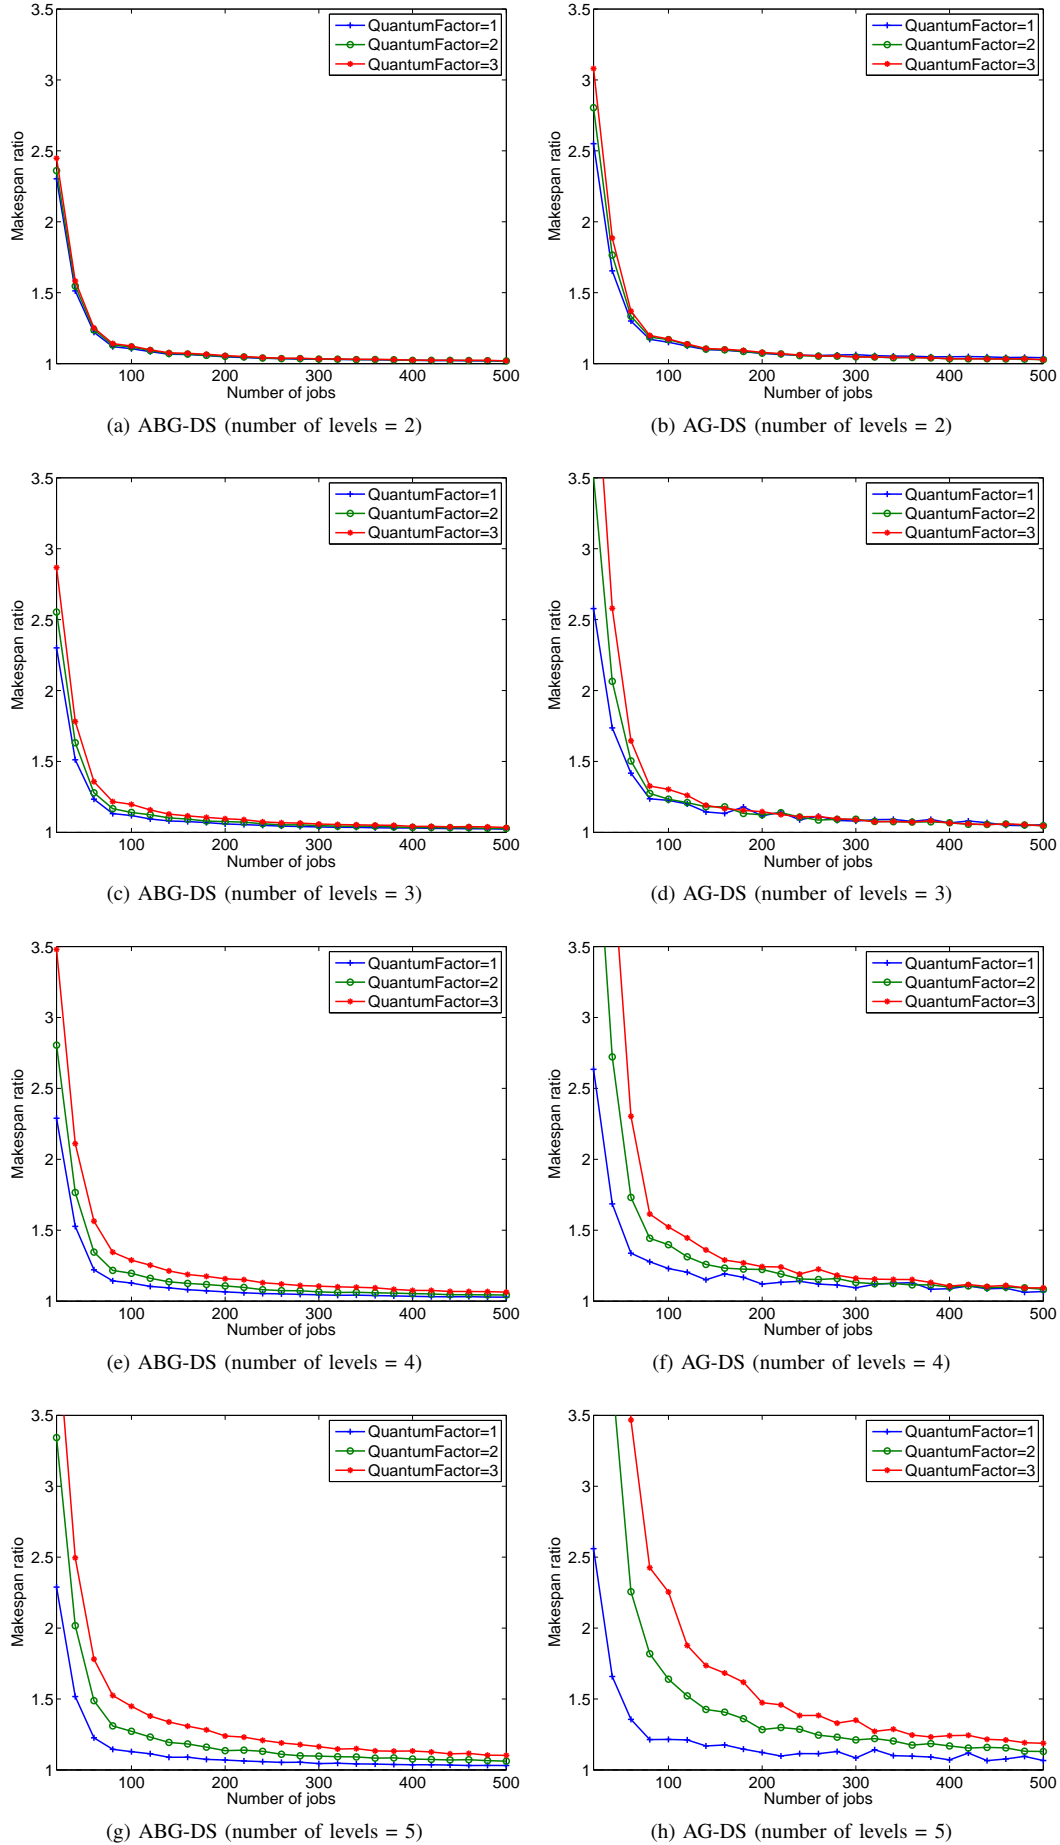 3.5
3
2.5
2
1.5
1
Makespan ratio
100 200 300 400 500
Number of jobs
QuantumFactor=1
QuantumFactor=2
QuantumFactor=3
(a) ABG-DS (number of levels = 2)
3.5
3
2.5
2
1.5
1
Makespan ratio
100 200 300 400 500
Number of jobs
QuantumFactor=1
QuantumFactor=2
QuantumFactor=3
(b) AG-DS (number of levels = 2)
3.5
3
2.5
2
1.5
1
Makespan ratio
100 200 300 400 500
Number of jobs
QuantumFactor=1
QuantumFactor=2
QuantumFactor=3
(c) ABG-DS (number of levels = 3)
3.5
3
2.5
2
1.5
1
Makespan ratio
100 200 300 400 500
Number of jobs
QuantumFactor=1
QuantumFactor=2
QuantumFactor=3
(d) AG-DS (number of levels = 3)
3.5
3
2.5
2
1.5
1
Makespan ratio
100 200 300 400 500
Number of jobs
QuantumFactor=1
QuantumFactor=2
QuantumFactor=3
(e) ABG-DS (number of levels = 4)
3.5
3
2.5
2
1.5
1
Makespan ratio
100 200 300 400 500
Number of jobs
QuantumFactor=1
QuantumFactor=2
QuantumFactor=3
(f) AG-DS (number of levels = 4)
3.5
3
2.5
2
1.5
1
Makespan ratio
100 200 300 400 500
Number of jobs
QuantumFactor=1
QuantumFactor=2
QuantumFactor=3
(g) ABG-DS (number of levels = 5)
3.5
3
2.5
2
1.5
1
Makespan ratio
100 200 300 400 500
Number of jobs
QuantumFactor=1
QuantumFactor=2
QuantumFactor=3
(h) AG-DS (number of levels = 5)